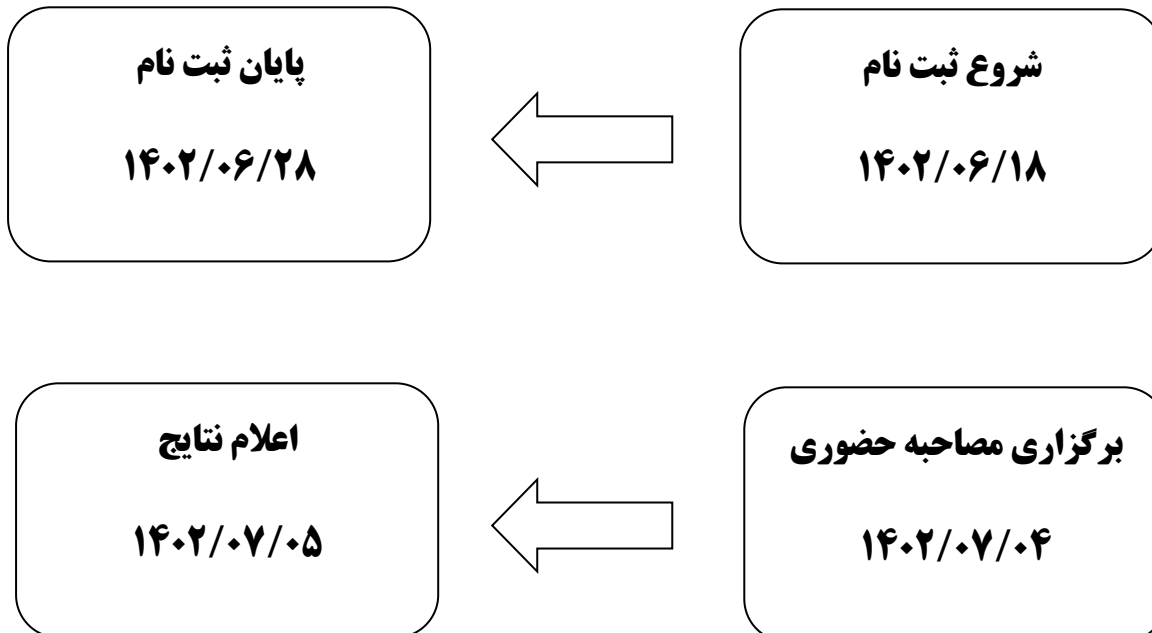 شروع ثبت نام
۱۴۰۲/۰۶/۱۸
پایان ثبت نام
۱۴۰۲/۰۶/۲۸
برگزاری مصاحبه حضوری
۱۴۰۲/۰۷/۰۴
اعلام نتایج
۱۴۰۲/۰۷/۰۵